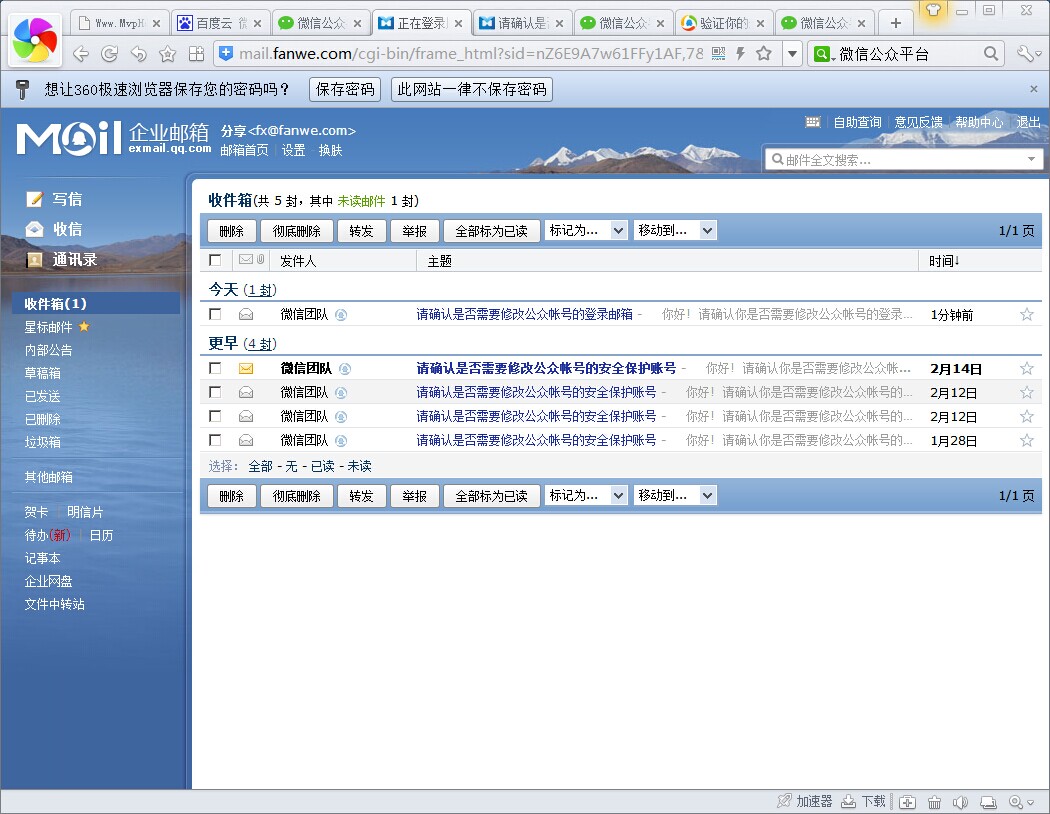 Www.MvpH 百度云 微信公众 正在登录 请确认是 微信公众 验证你的 微信公众
mail.fanwe.com/cgi-bin/frame_html?sid=nZ6E9A7w61FFy1AF,78 微信公众平台
想让360极速浏览器保存您的密码吗？ 保存密码 此网站一律不保存密码
Mail 企业邮箱 exmail.qq.com
分享<fx@fanwe.com>
邮箱首页 设置 - 换肤
自助查询 | 意见反馈 | 帮助中心 | 退出
邮件全文搜索...
写信
收信
通讯录
收件箱(1)
星标邮件
内部公告
草稿箱
已发送
已删除
垃圾箱
其他邮箱
贺卡 明信片
待办(新) | 日历
记事本
企业网盘
文件中转站
收件箱(共 5 封，其中 未读邮件 1 封)
删除 彻底删除 转发 举报 全部标为已读 标记为... 移动到... 1/1 页
发件人 主题 时间↓
今天 (1 封)
微信团队 请确认是否需要修改公众帐号的登录邮箱 - 你好！请确认你是否需要修改公众帐号的登录... 1分钟前
更早 (4 封)
微信团队 请确认是否需要修改公众帐号的安全保护账号 - 你好！请确认你是否需要修改公众帐... 2月14日
微信团队 请确认是否需要修改公众帐号的安全保护账号 - 你好！请确认你是否需要修改公众帐号的... 2月12日
微信团队 请确认是否需要修改公众帐号的安全保护账号 - 你好！请确认你是否需要修改公众帐号的... 2月12日
微信团队 请确认是否需要修改公众帐号的安全保护账号 - 你好！请确认你是否需要修改公众帐号的... 1月28日
选择： 全部 - 无 - 已读 - 未读
删除 彻底删除 转发 举报 全部标为已读 标记为... 移动到... 1/1 页
加速器 下载